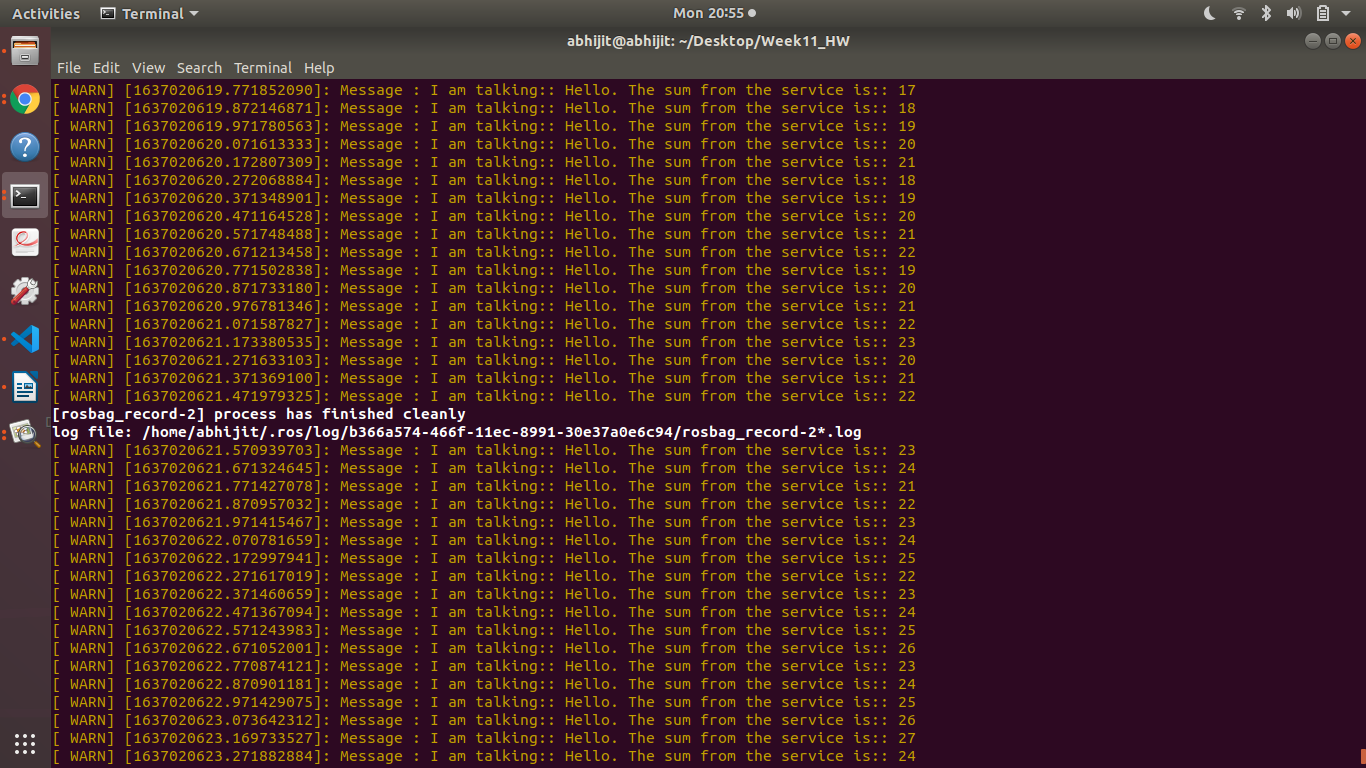 Activities Terminal Mon 20:55
abhijit@abhijit: ~/Desktop/Week11_HW
File Edit View Search Terminal Help
[ WARN] [1637020619.771852090]: Message : I am talking:: Hello. The sum from the service is:: 17
[ WARN] [1637020619.872146871]: Message : I am talking:: Hello. The sum from the service is:: 18
[ WARN] [1637020619.971780563]: Message : I am talking:: Hello. The sum from the service is:: 19
[ WARN] [1637020620.071613333]: Message : I am talking:: Hello. The sum from the service is:: 20
[ WARN] [1637020620.172807309]: Message : I am talking:: Hello. The sum from the service is:: 21
[ WARN] [1637020620.272068884]: Message : I am talking:: Hello. The sum from the service is:: 18
[ WARN] [1637020620.371348901]: Message : I am talking:: Hello. The sum from the service is:: 19
[ WARN] [1637020620.471164528]: Message : I am talking:: Hello. The sum from the service is:: 20
[ WARN] [1637020620.571748488]: Message : I am talking:: Hello. The sum from the service is:: 21
[ WARN] [1637020620.671213458]: Message : I am talking:: Hello. The sum from the service is:: 22
[ WARN] [1637020620.771502838]: Message : I am talking:: Hello. The sum from the service is:: 19
[ WARN] [1637020620.871733180]: Message : I am talking:: Hello. The sum from the service is:: 20
[ WARN] [1637020620.976781346]: Message : I am talking:: Hello. The sum from the service is:: 21
[ WARN] [1637020621.071587827]: Message : I am talking:: Hello. The sum from the service is:: 22
[ WARN] [1637020621.173380535]: Message : I am talking:: Hello. The sum from the service is:: 23
[ WARN] [1637020621.271633103]: Message : I am talking:: Hello. The sum from the service is:: 20
[ WARN] [1637020621.371369100]: Message : I am talking:: Hello. The sum from the service is:: 21
[ WARN] [1637020621.471979325]: Message : I am talking:: Hello. The sum from the service is:: 22
[rosbag_record-2] process has finished cleanly
log file: /home/abhijit/.ros/log/b366a574-466f-11ec-8991-30e37a0e6c94/rosbag_record-2*.log
[ WARN] [1637020621.570939703]: Message : I am talking:: Hello. The sum from the service is:: 23
[ WARN] [1637020621.671324645]: Message : I am talking:: Hello. The sum from the service is:: 24
[ WARN] [1637020621.771427078]: Message : I am talking:: Hello. The sum from the service is:: 21
[ WARN] [1637020621.870957032]: Message : I am talking:: Hello. The sum from the service is:: 22
[ WARN] [1637020621.971415467]: Message : I am talking:: Hello. The sum from the service is:: 23
[ WARN] [1637020622.070781659]: Message : I am talking:: Hello. The sum from the service is:: 24
[ WARN] [1637020622.172997941]: Message : I am talking:: Hello. The sum from the service is:: 25
[ WARN] [1637020622.271617019]: Message : I am talking:: Hello. The sum from the service is:: 22
[ WARN] [1637020622.371460659]: Message : I am talking:: Hello. The sum from the service is:: 23
[ WARN] [1637020622.471367094]: Message : I am talking:: Hello. The sum from the service is:: 24
[ WARN] [1637020622.571243983]: Message : I am talking:: Hello. The sum from the service is:: 25
[ WARN] [1637020622.671052001]: Message : I am talking:: Hello. The sum from the service is:: 26
[ WARN] [1637020622.770874121]: Message : I am talking:: Hello. The sum from the service is:: 23
[ WARN] [1637020622.870901181]: Message : I am talking:: Hello. The sum from the service is:: 24
[ WARN] [1637020622.971429075]: Message : I am talking:: Hello. The sum from the service is:: 25
[ WARN] [1637020623.073642312]: Message : I am talking:: Hello. The sum from the service is:: 26
[ WARN] [1637020623.169733527]: Message : I am talking:: Hello. The sum from the service is:: 27
[ WARN] [1637020623.271882884]: Message : I am talking:: Hello. The sum from the service is:: 24